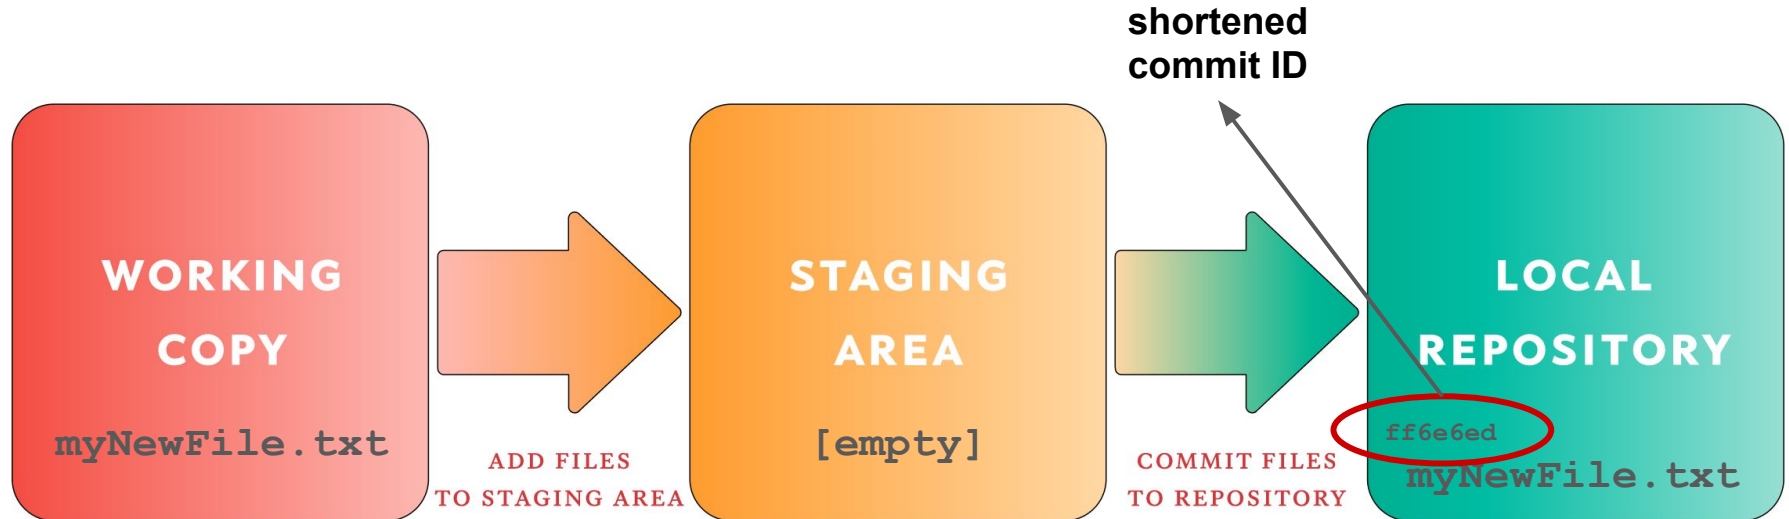 shortened
commit ID
WORKING
COPY
myNewFile.txt
ADD FILES
TO STAGING AREA
STAGING
AREA
[empty]
COMMIT FILES
TO REPOSITORY
LOCAL
REPOSITORY
ff6e6ed
myNewFile.txt